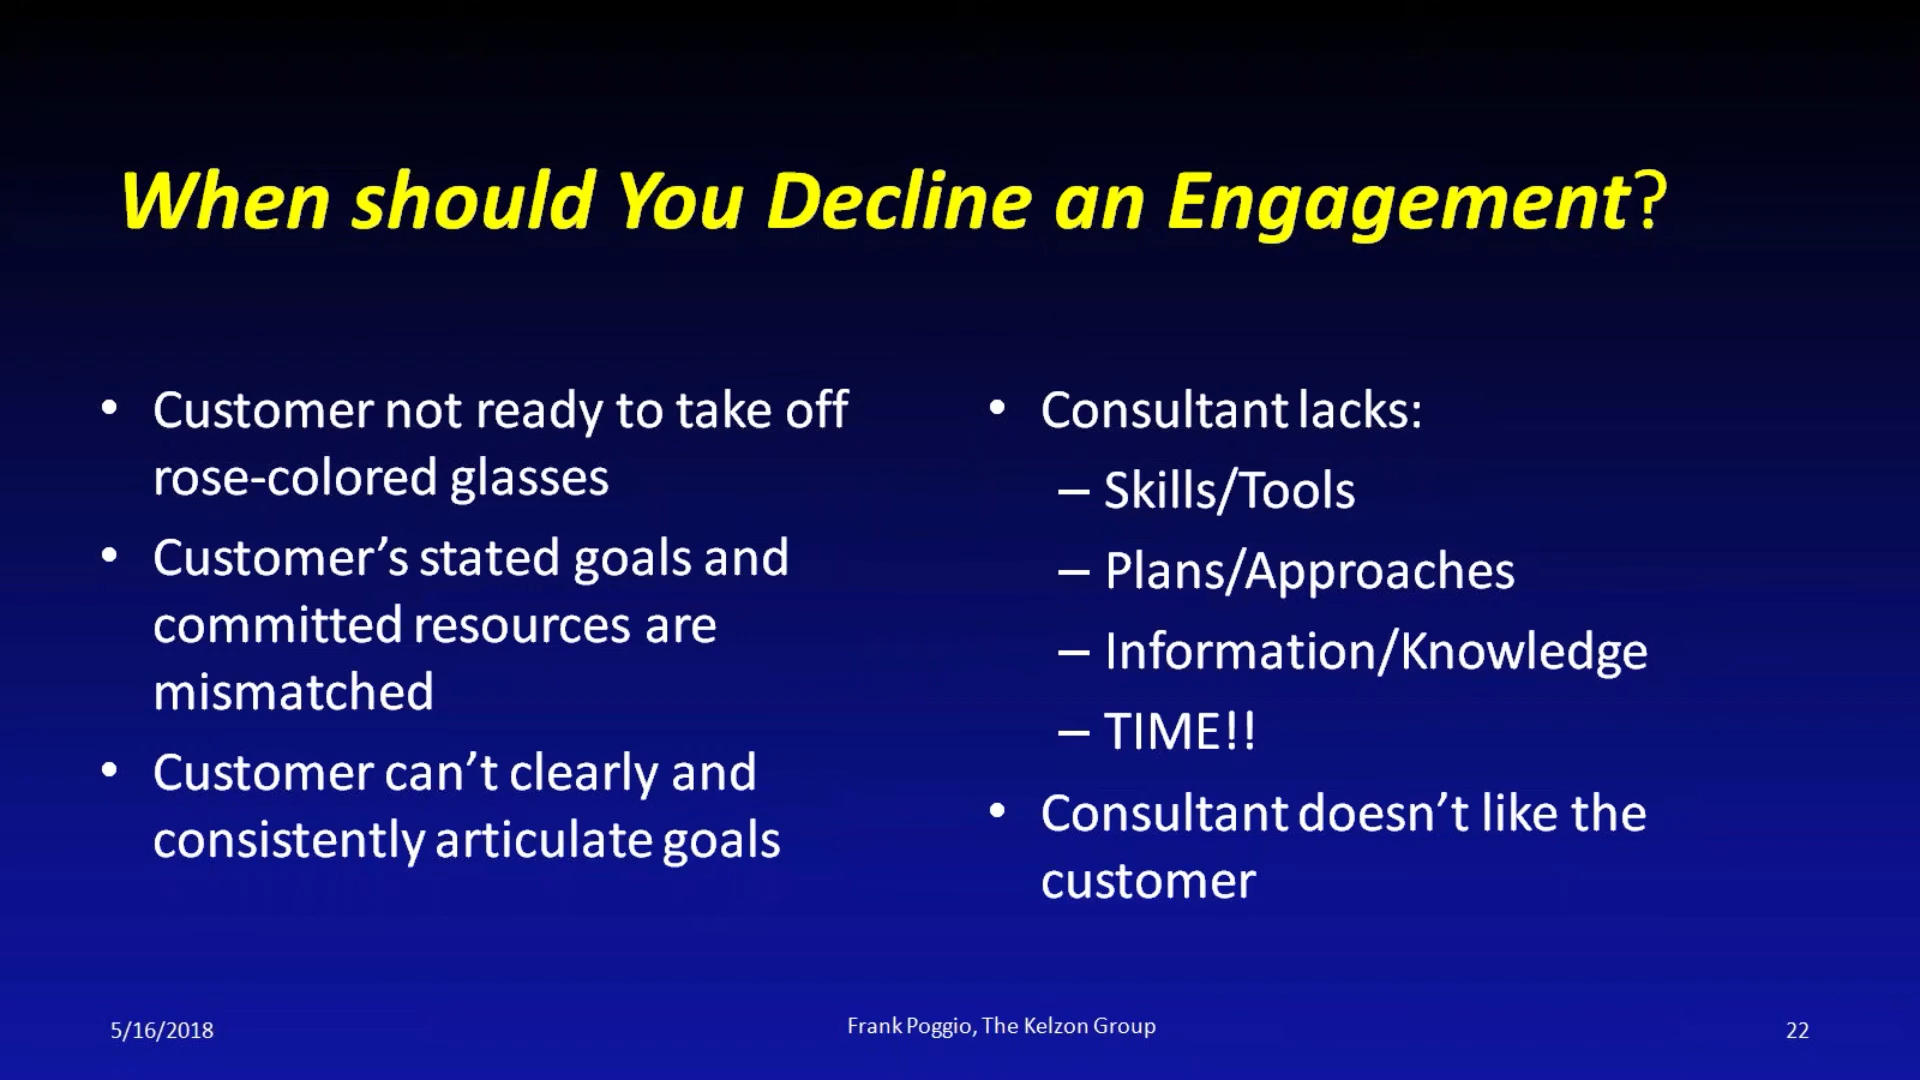 When should You Decline an Engagement?
• Customer not ready to take off
rose-colored glasses
• Customer’s stated goals and
committed resources are
mismatched
• Customer can’t clearly and
consistently articulate goals
• Consultant lacks:
– Skills/Tools
– Plans/Approaches
– Information/Knowledge
– TIME!!
• Consultant doesn’t like the
customer
5/16/2018
Frank Poggio, The Kelzon Group
22